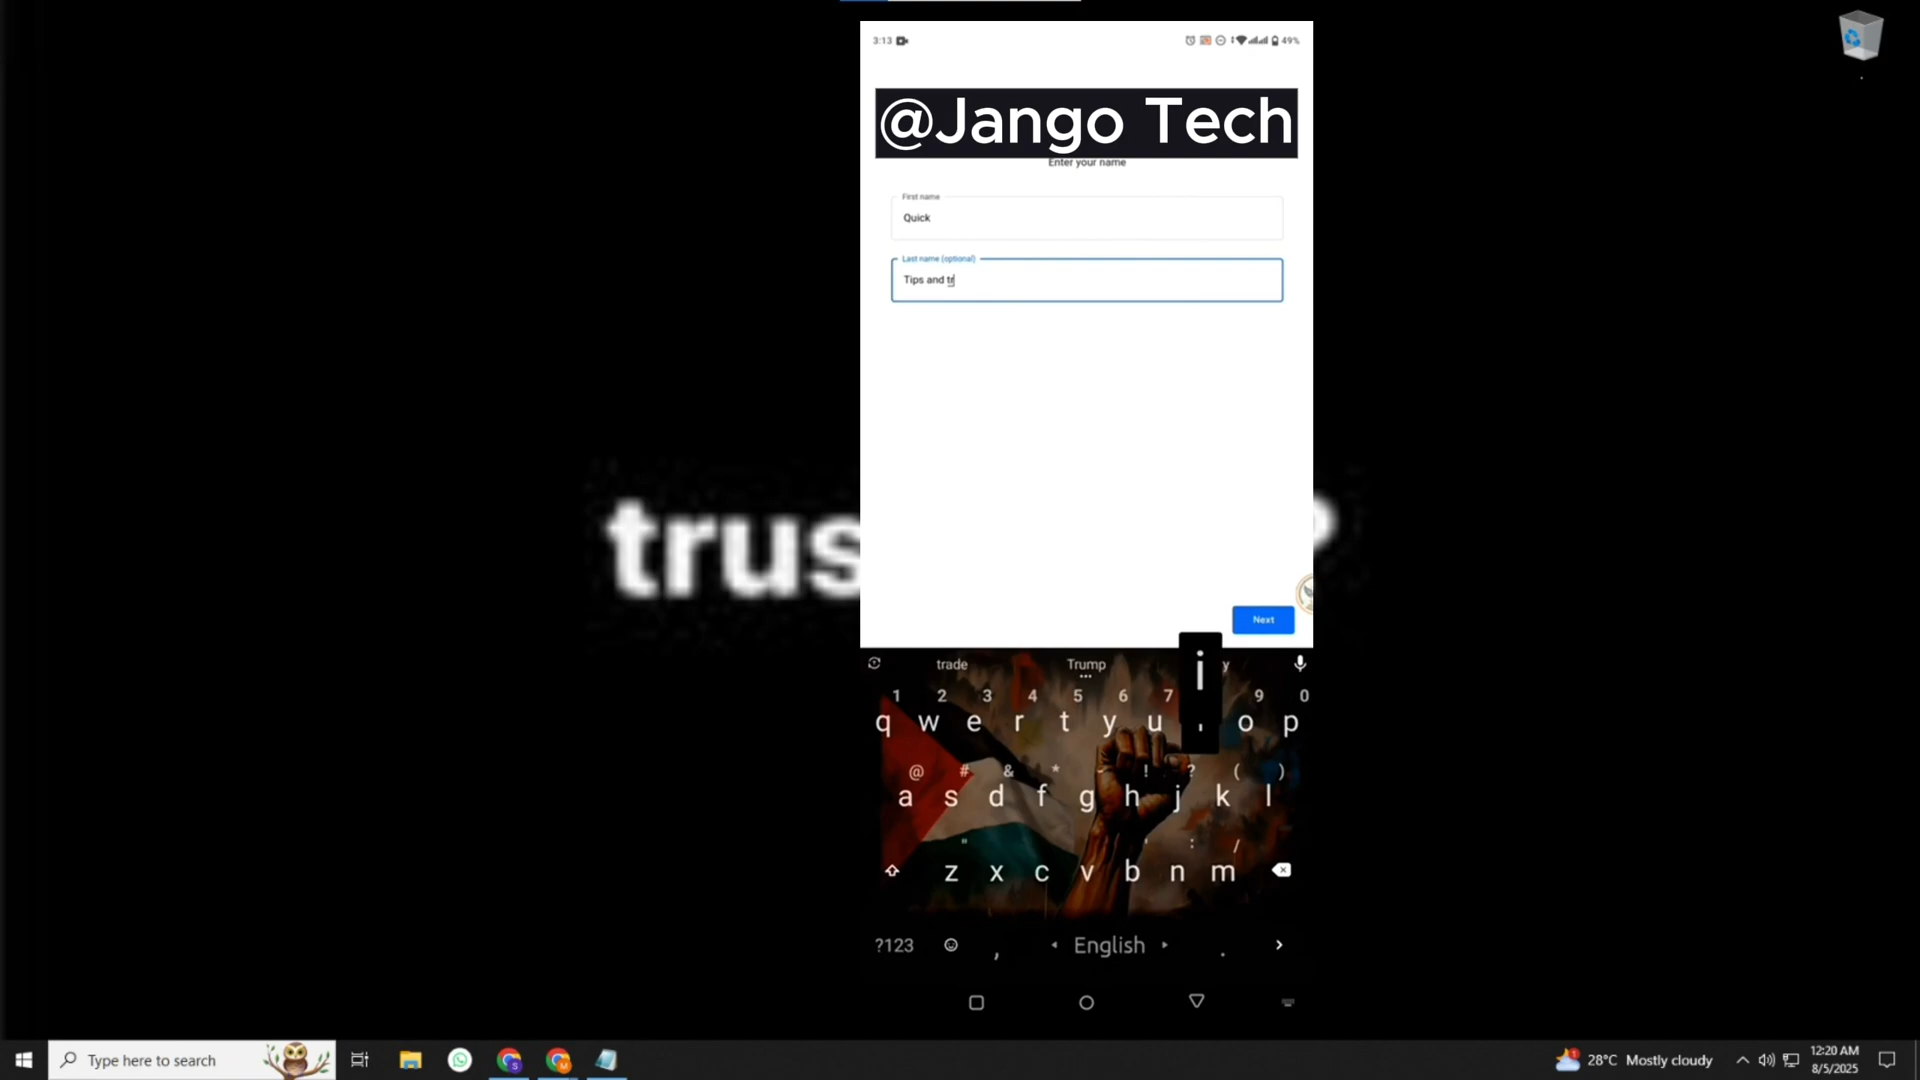 3:13
49%
@Jango Tech
Enter your name
First name
Quick
Last name (optional)
Tips and tr
trus
Next
trade
Trump
i
y
1 2 3 4 5 6 7 9 0
q w e r t y u o p
@ # & * - ! ? ( )
a s d f g h j k l
" ' : /
z x c v b n m
?123
,
English
.
Type here to search
1
28°C Mostly cloudy
12:20 AM
8/5/2025
S
M